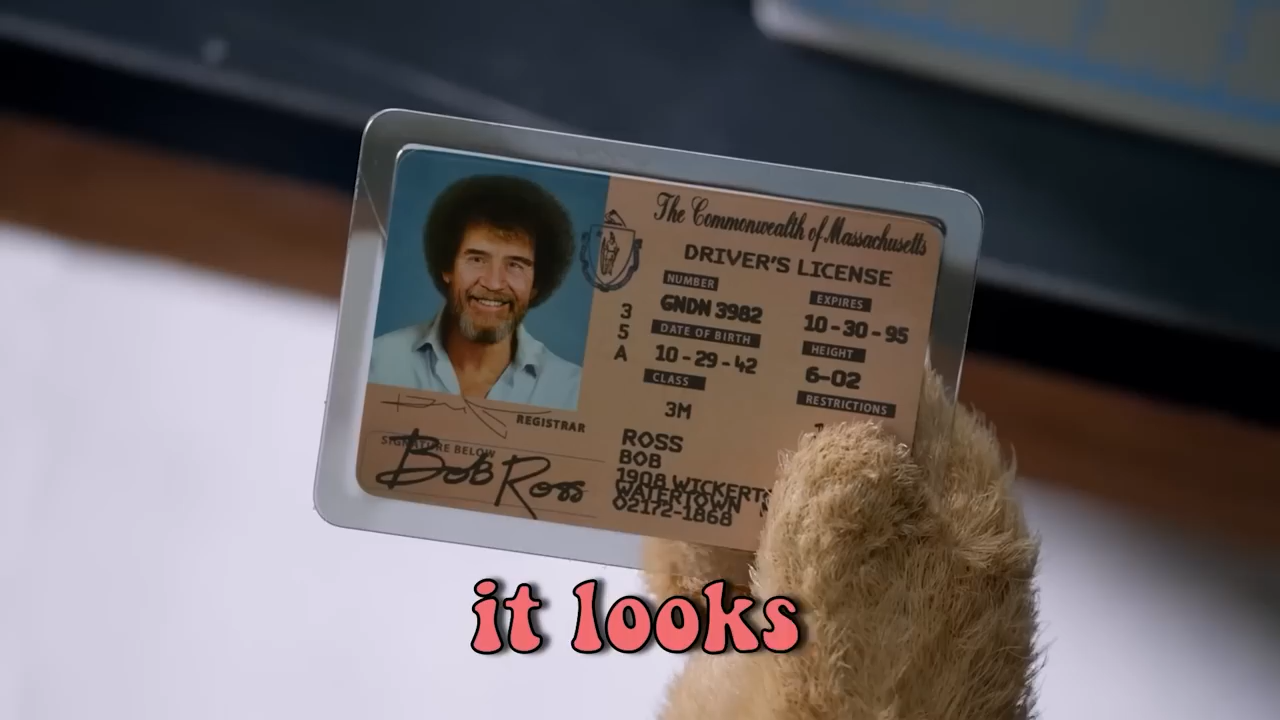 The Commonwealth of Massachusetts
DRIVER'S LICENSE
NUMBER
GNDN 3982
EXPIRES
10-30-95
DATE OF BIRTH
10-29-42
HEIGHT
6-02
CLASS
3M
RESTRICTIONS
3
5
A
REGISTRAR
SIGNATURE BELOW
Bob Ross
ROSS
BOB
1908
WATERTOWN
02172-1868
it looks